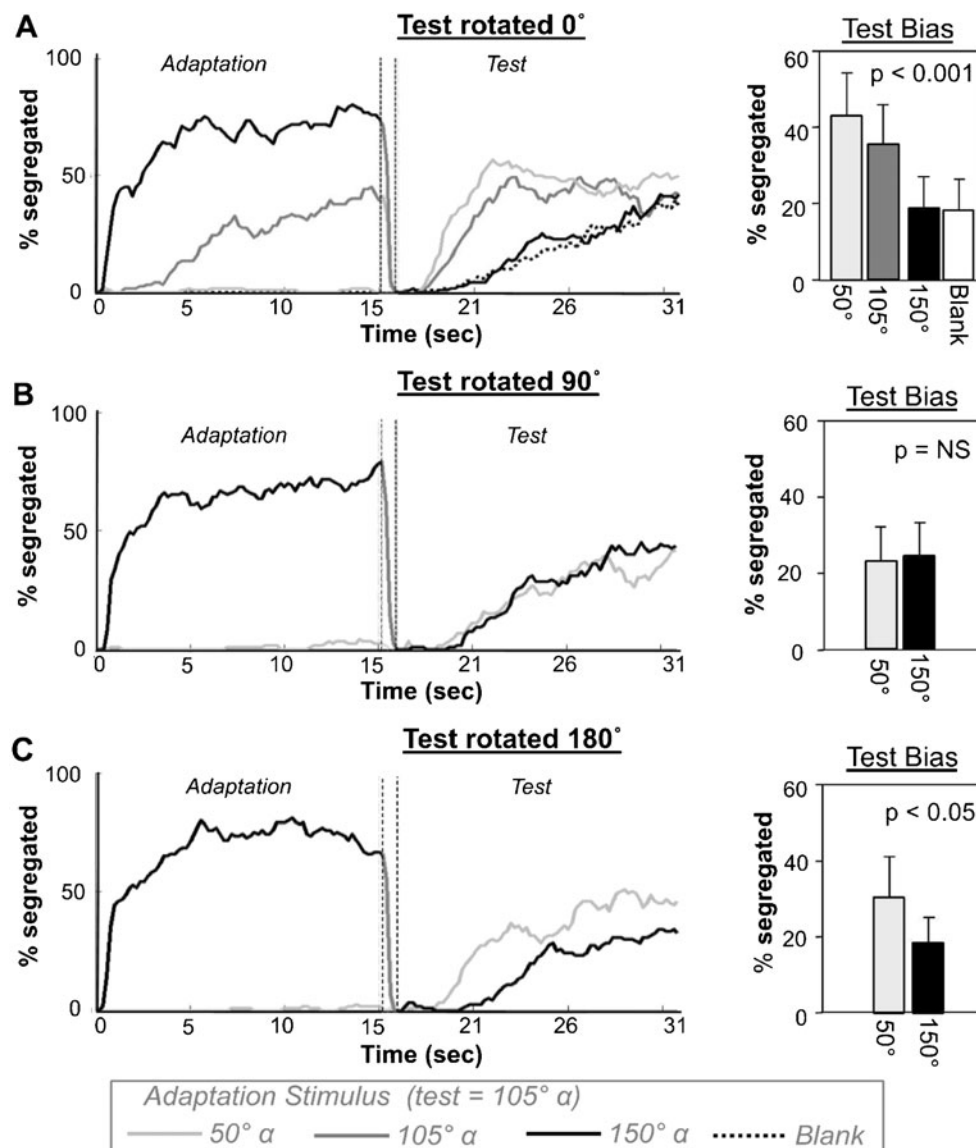 A
Test rotated 0°
Adaptation
Test
% segregated
100
50
0
0
5
10
15
21
26
31
Time (sec)
Test Bias
p < 0.001
% segregated
60
40
20
0
50°
105°
150°
Blank
B
Test rotated 90°
Adaptation
Test
% segregated
100
50
0
0
5
10
15
21
26
31
Time (sec)
Test Bias
p = NS
% segregated
60
40
20
0
50°
150°
C
Test rotated 180°
Adaptation
Test
% segregated
100
50
0
0
5
10
15
21
26
31
Time (sec)
Test Bias
p < 0.05
% segregated
60
40
20
0
50°
150°
Adaptation Stimulus (test = 105° α)
50° α 105° α 150° α Blank